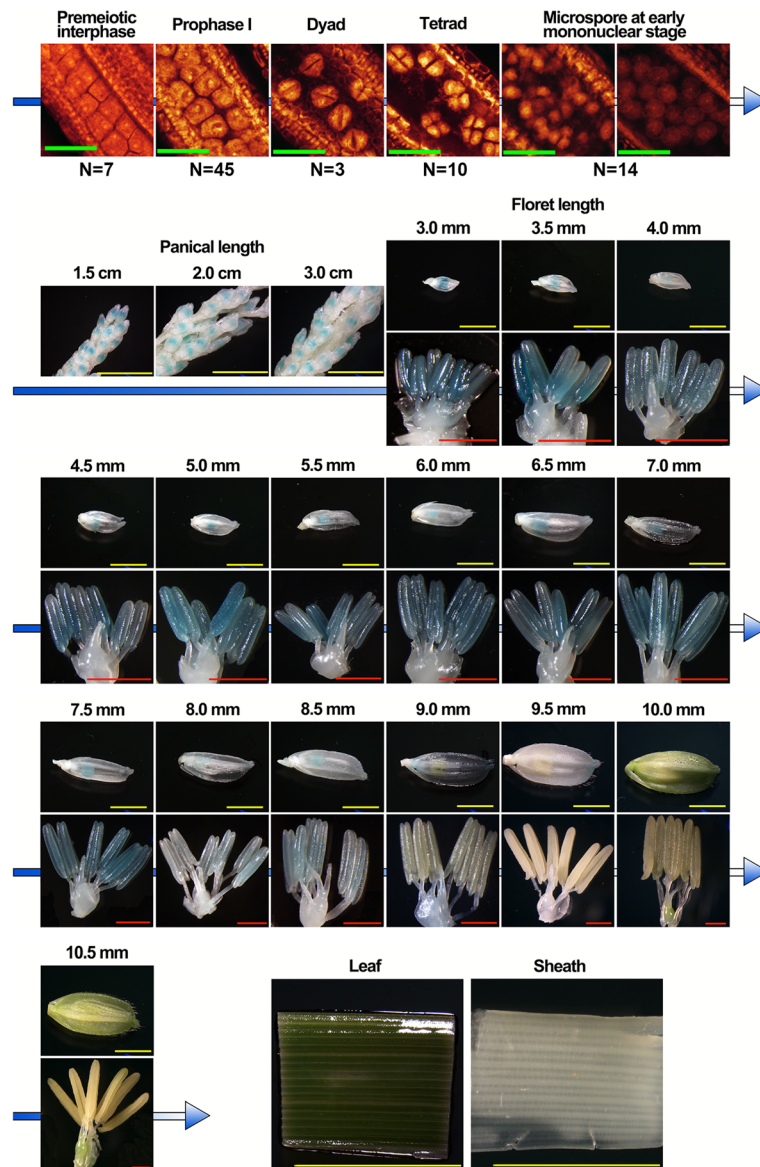 Premeiotic
interphase
Prophase I
Dyad
Tetrad
Microspore at early
mononuclear stage
N=7
N=45
N=3
N=10
N=14
Panical length
1.5 cm
2.0 cm
3.0 cm
Floret length
3.0 mm
3.5 mm
4.0 mm
4.5 mm
5.0 mm
5.5 mm
6.0 mm
6.5 mm
7.0 mm
7.5 mm
8.0 mm
8.5 mm
9.0 mm
9.5 mm
10.0 mm
10.5 mm
Leaf
Sheath